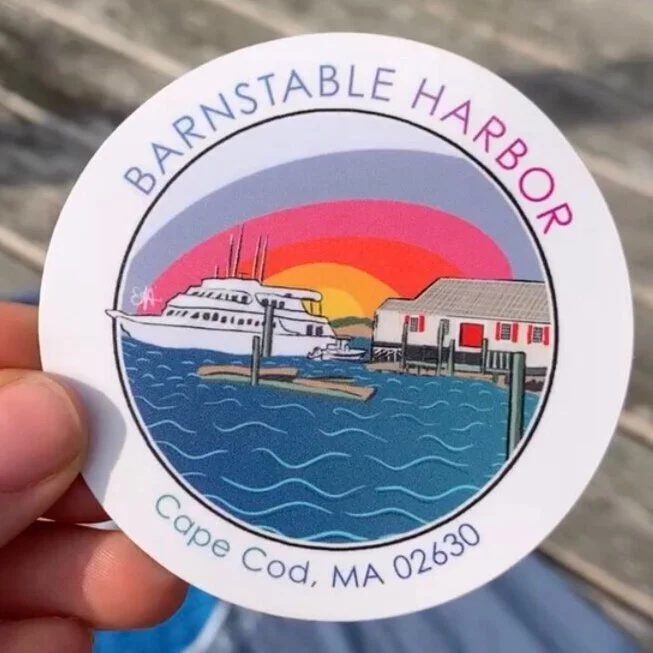 BARNSTABLE HARBOR
Cape Cod, MA 02630